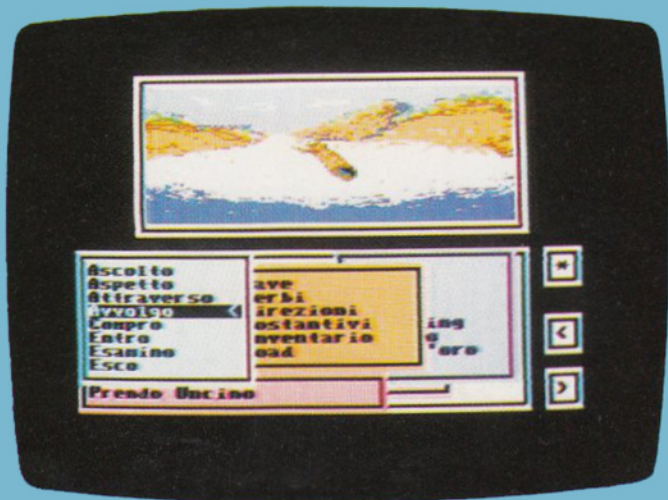 Ascolto
Aspetto
Attraverso
Avvolgo <
Compro
Entro
Esamino
Esco
ave
erbi
irezioni
ostantivi
nventario
oad
ing
o
'oro
Prendo Uncino
*
<
>